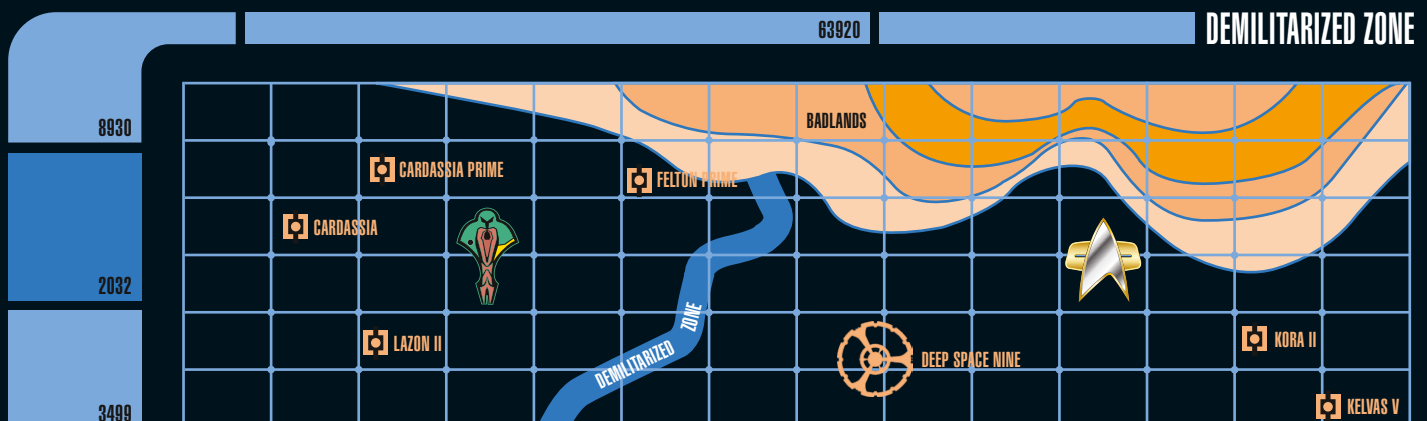 63920
DEMILITARIZED ZONE
8930
BADLANDS
CARDASSIA PRIME
FELTON PRIME
CARDASSIA
2032
DEMILITARIZED ZONE
LAZON II
DEEP SPACE NINE
KORA II
3499
KELVAS V